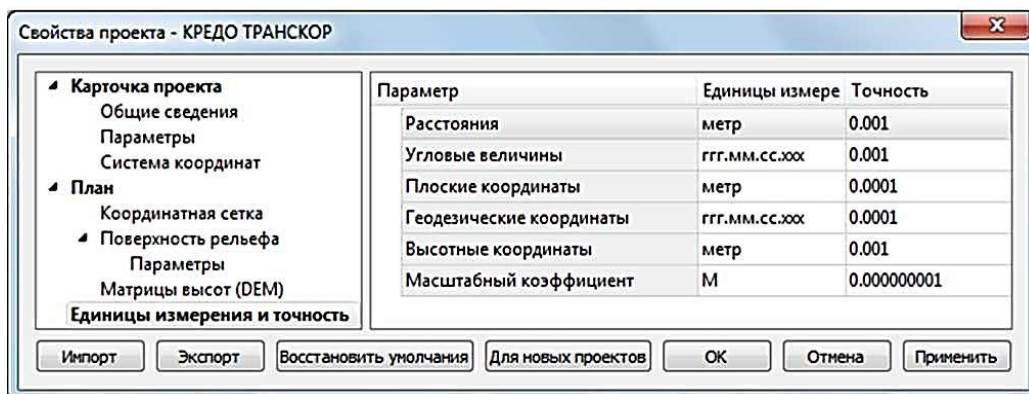 Свойства проекта - КРЕДО ТРАНСКОР
Карточка проекта
Общие сведения
Параметры
Система координат
План
Координатная сетка
Поверхность рельефа
Параметры
Матрицы высот (DEM)
Единицы измерения и точность
Параметр Единицы измере Точность
Расстояния метр 0.001
Угловые величины ггг.мм.сс.xxx 0.001
Плоские координаты метр 0.0001
Геодезические координаты ггг.мм.сс.xxx 0.0001
Высотные координаты метр 0.001
Масштабный коэффициент М 0.000000001
Импорт Экспорт Восстановить умолчания Для новых проектов ОК Отмена Применить